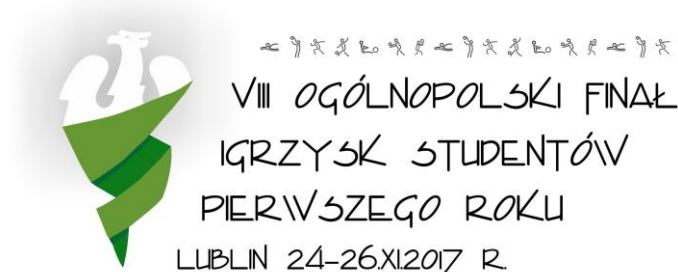 VIII OGÓLNOPOLSKI FINAŁ
IGRZYSK STUDENTÓW
PIERWSZEGO ROKU
LUBLIN 24-26.XI.2017 R.